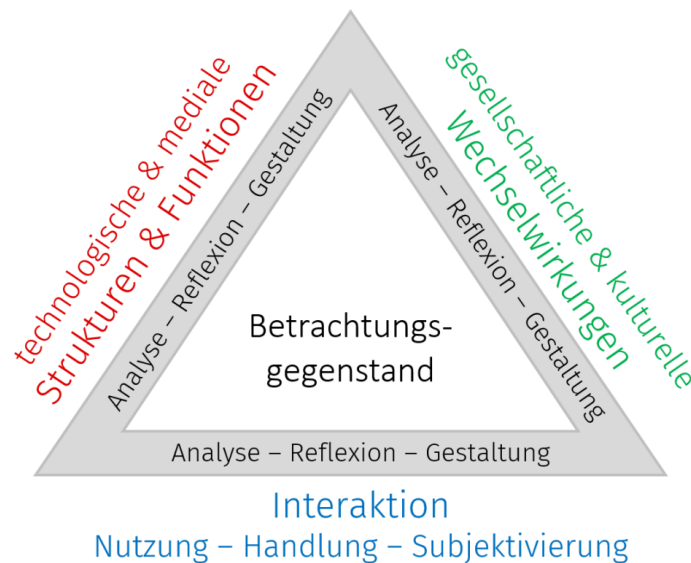 technologische & mediale
Strukturen & Funktionen
Analyse – Reflexion – Gestaltung
gesellschaftliche & kulturelle
Wechselwirkungen
Analyse – Reflexion – Gestaltung
Betrachtungs-
gegenstand
Analyse – Reflexion – Gestaltung
Interaktion
Nutzung – Handlung – Subjektivierung